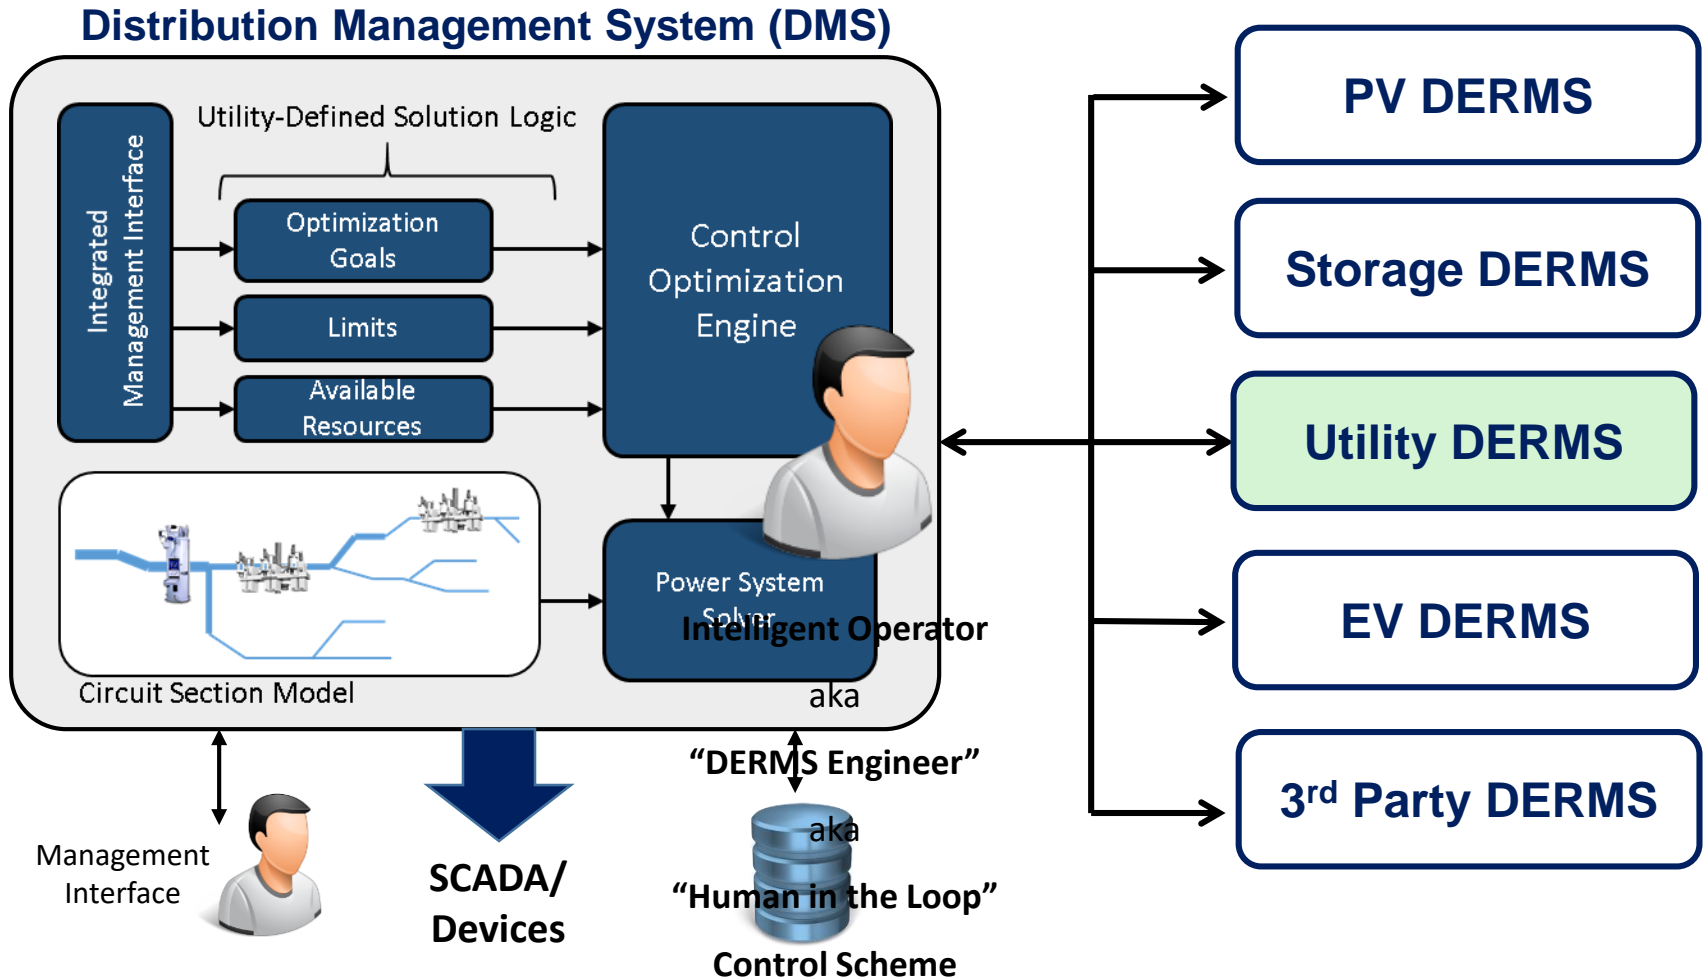 Distribution Management System (DMS)
Utility-Defined Solution Logic
Integrated
Management Interface
Optimization
Goals
Limits
Available
Resources
Control
Optimization
Engine
Power System
Solver
Circuit Section Model
Intelligent Operator
aka
“DERMS Engineer”
aka
“Human in the Loop”
Control Scheme
Management
Interface
SCADA/
Devices
PV DERMS
Storage DERMS
Utility DERMS
EV DERMS
3rd Party DERMS